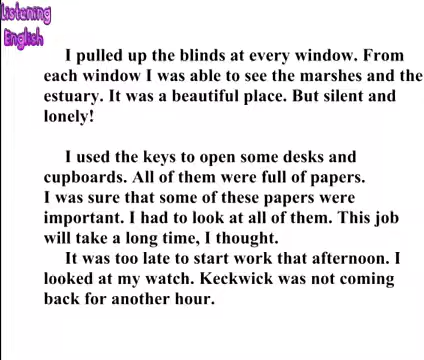 Listening
English
I pulled up the blinds at every window. From
each window I was able to see the marshes and the
estuary. It was a beautiful place. But silent and
lonely!
I used the keys to open some desks and
cupboards. All of them were full of papers.
I was sure that some of these papers were
important. I had to look at all of them. This job
will take a long time, I thought.
It was too late to start work that afternoon. I
looked at my watch. Keckwick was not coming
back for another hour.